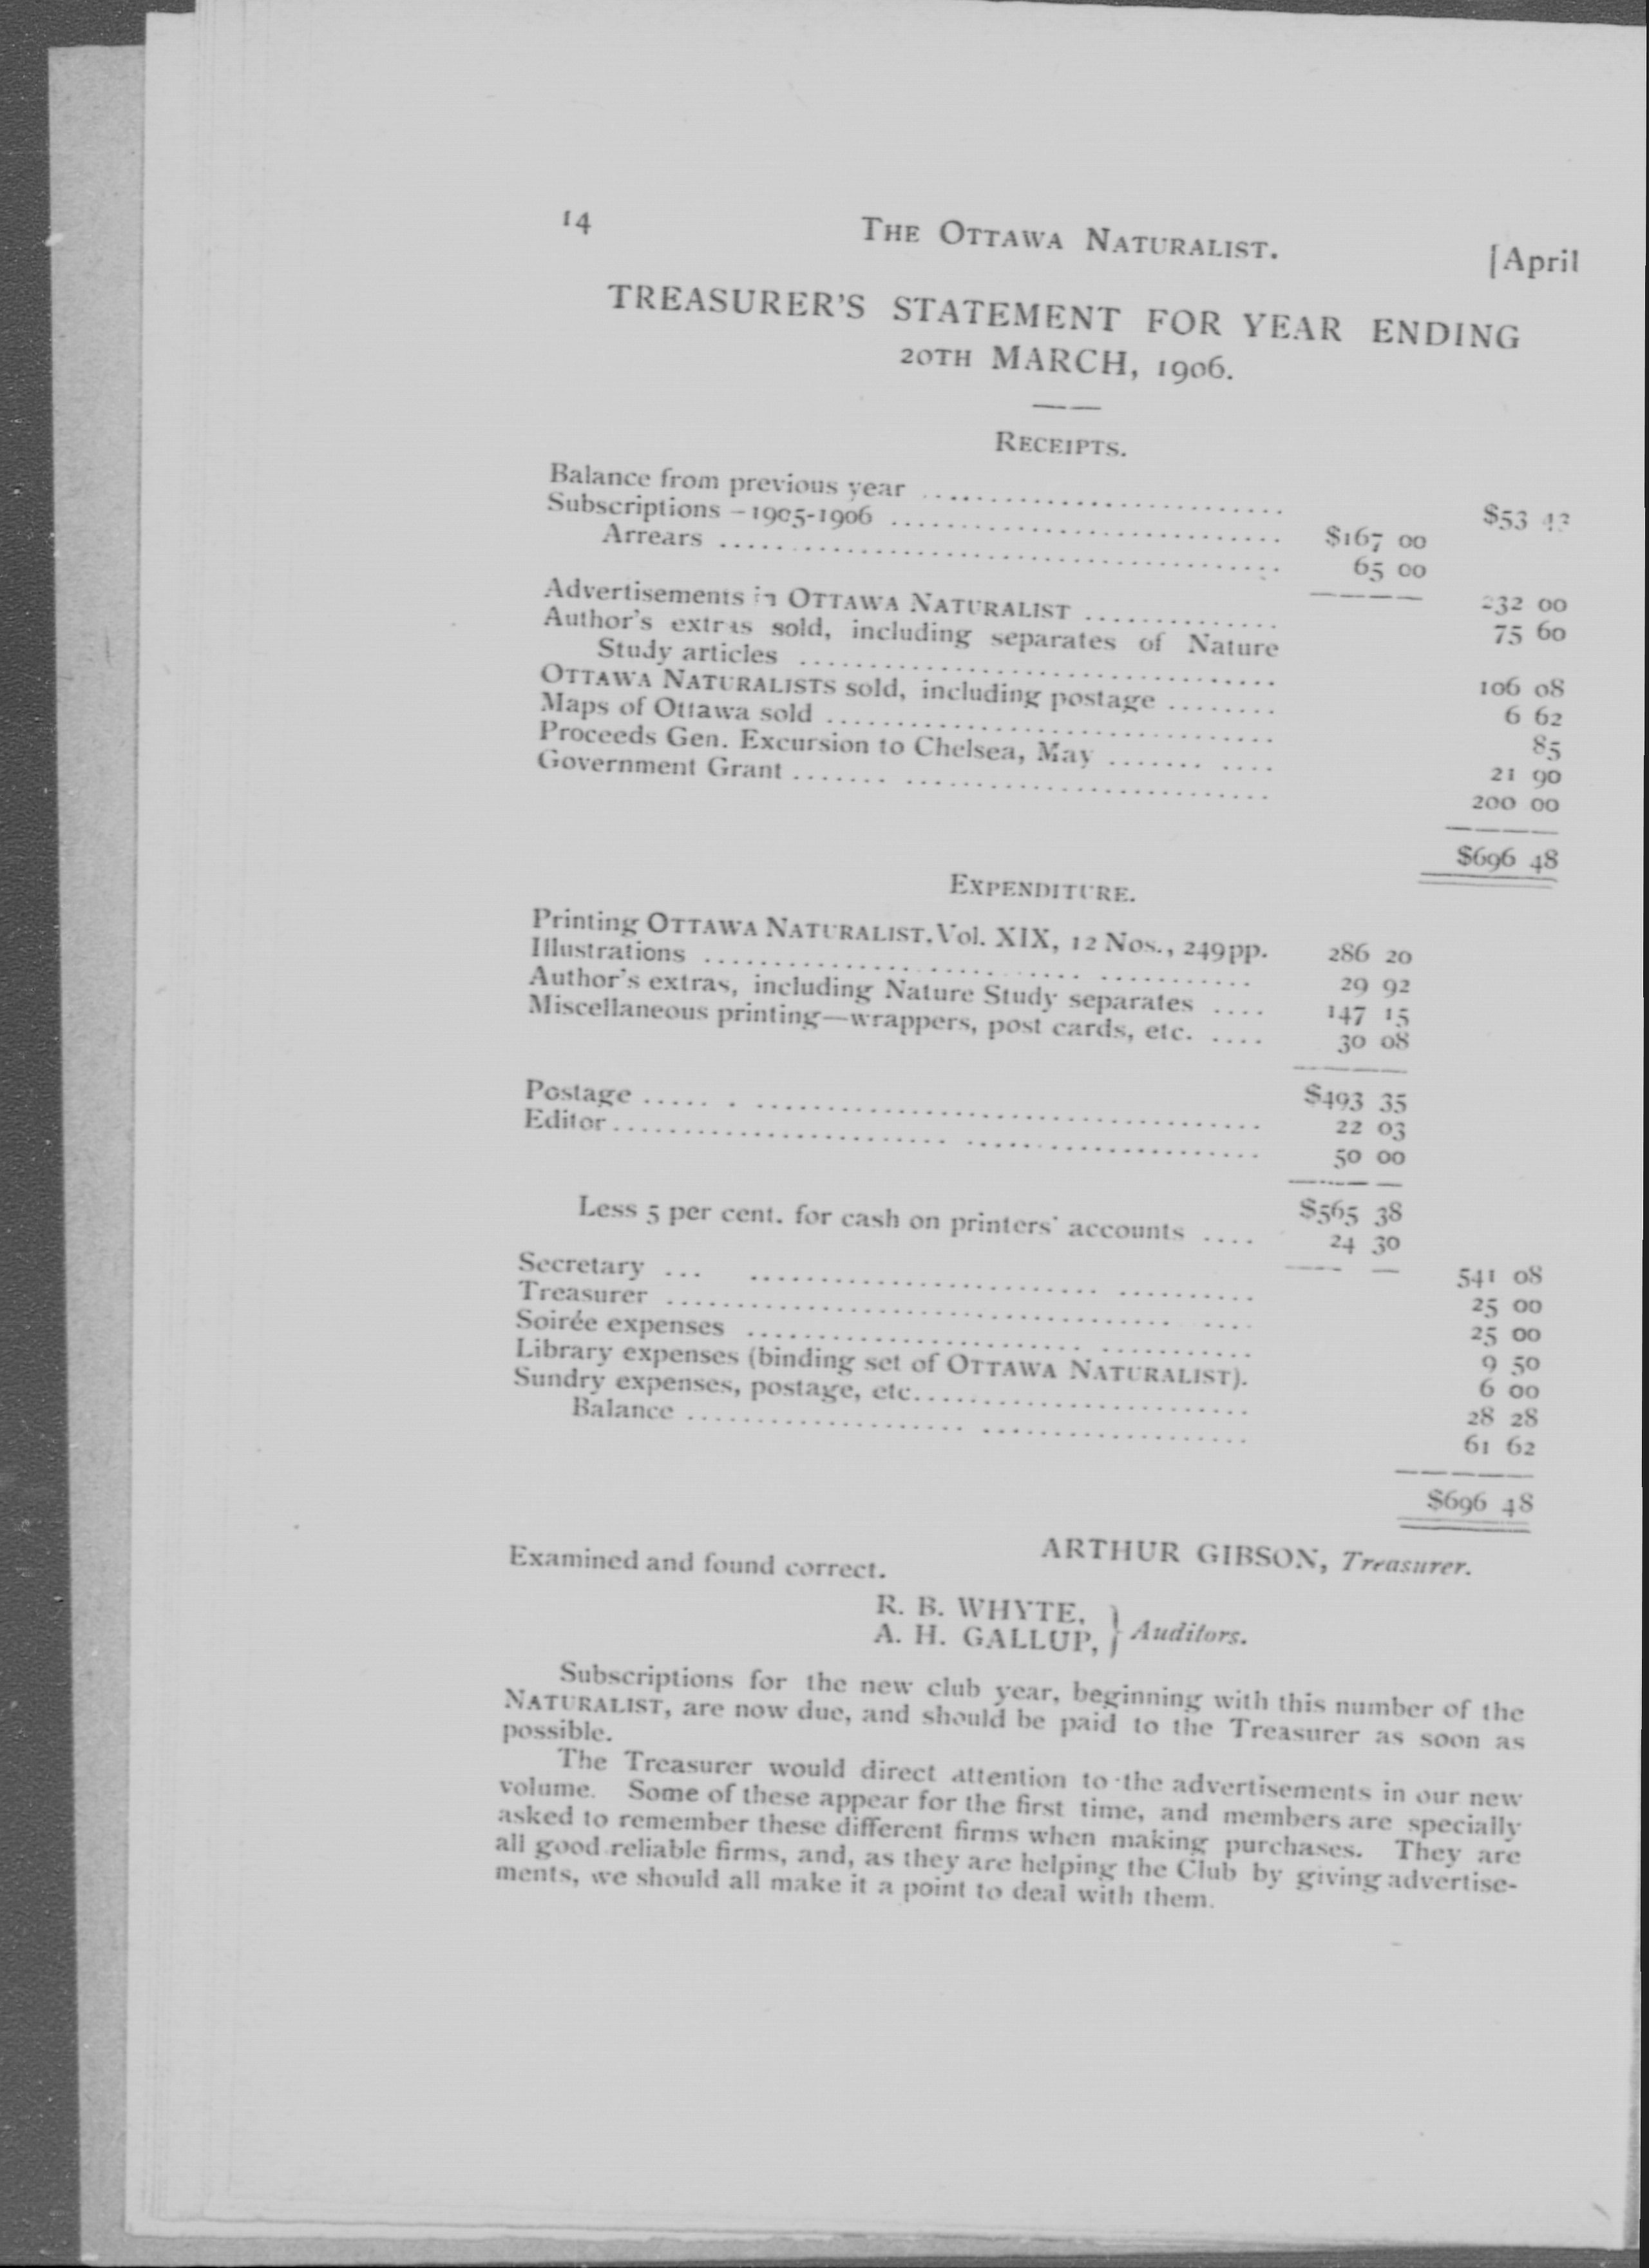 14 THE OTTAWA NATURALIST. [April
TREASURER'S STATEMENT FOR YEAR ENDING
20TH MARCH, 1906.
RECEIPTS.
Balance from previous year .................... $53 43
Subscriptions – 1905-1906 .................... $167 00
Arrears .................... 65 00
232 00
Advertisements in OTTAWA NATURALIST .............. 75 60
Author's extras sold, including separates of Nature
Study articles .................... 106 08
OTTAWA NATURALISTS sold, including postage ........ 6 62
Maps of Ottawa sold .................... 85
Proceeds Gen. Excursion to Chelsea, May ....... .... 21 90
Government Grant .................... 200 00
$696 48
EXPENDITURE.
Printing OTTAWA NATURALIST, Vol. XIX, 12 Nos., 249 pp. 286 20
Illustrations .................... 29 92
Author's extras, including Nature Study separates .... 147 15
Miscellaneous printing—wrappers, post cards, etc. .... 30 08
$493 35
Postage .................... 22 03
Editor .................... 50 00
$565 38
Less 5 per cent. for cash on printers' accounts .... 24 30
541 08
Secretary .................... 25 00
Treasurer .................... 25 00
Soirée expenses .................... 9 50
Library expenses (binding set of OTTAWA NATURALIST). 6 00
Sundry expenses, postage, etc. .................... 28 28
Balance .................... 61 62
$696 48
ARTHUR GIBSON, Treasurer.
Examined and found correct.
R. B. WHYTE,
A. H. GALLUP, } Auditors.
Subscriptions for the new club year, beginning with this number of the
NATURALIST, are now due, and should be paid to the Treasurer as soon as
possible.
The Treasurer would direct attention to the advertisements in our new
volume. Some of these appear for the first time, and members are specially
asked to remember these different firms when making purchases. They are
all good reliable firms, and, as they are helping the Club by giving advertise-
ments, we should all make it a point to deal with them.